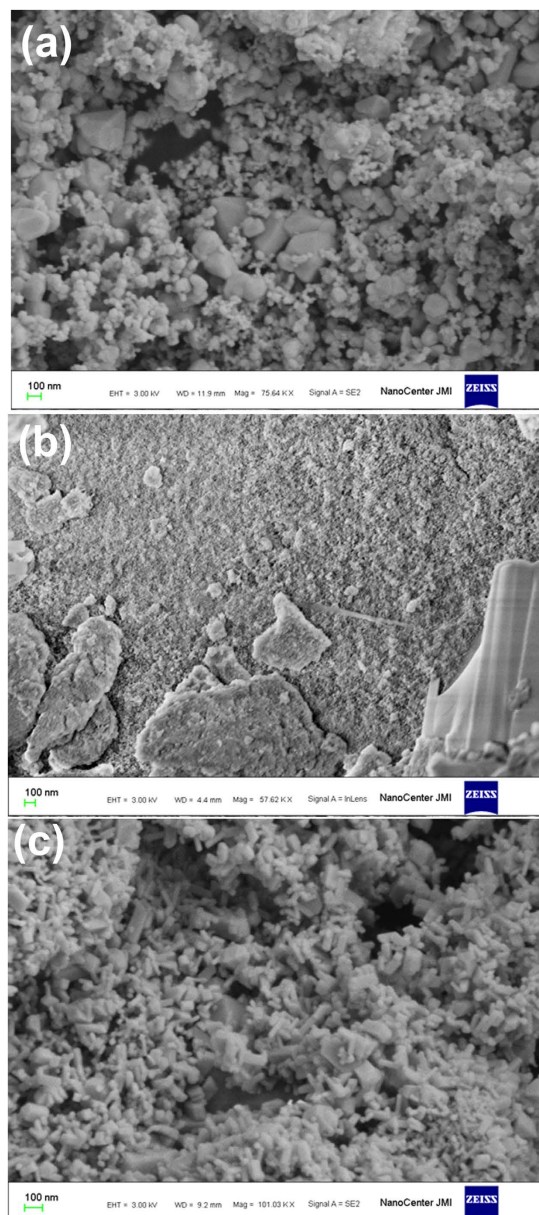 (a)
100 nm EHT = 3.00 kV WD = 11.9 mm Mag = 75.64 K X Signal A = SE2 NanoCenter JMI ZEISS
(b)
100 nm EHT = 3.00 kV WD = 4.4 mm Mag = 57.62 K X Signal A = InLens NanoCenter JMI ZEISS
(c)
100 nm EHT = 3.00 kV WD = 9.2 mm Mag = 101.03 K X Signal A = SE2 NanoCenter JMI ZEISS